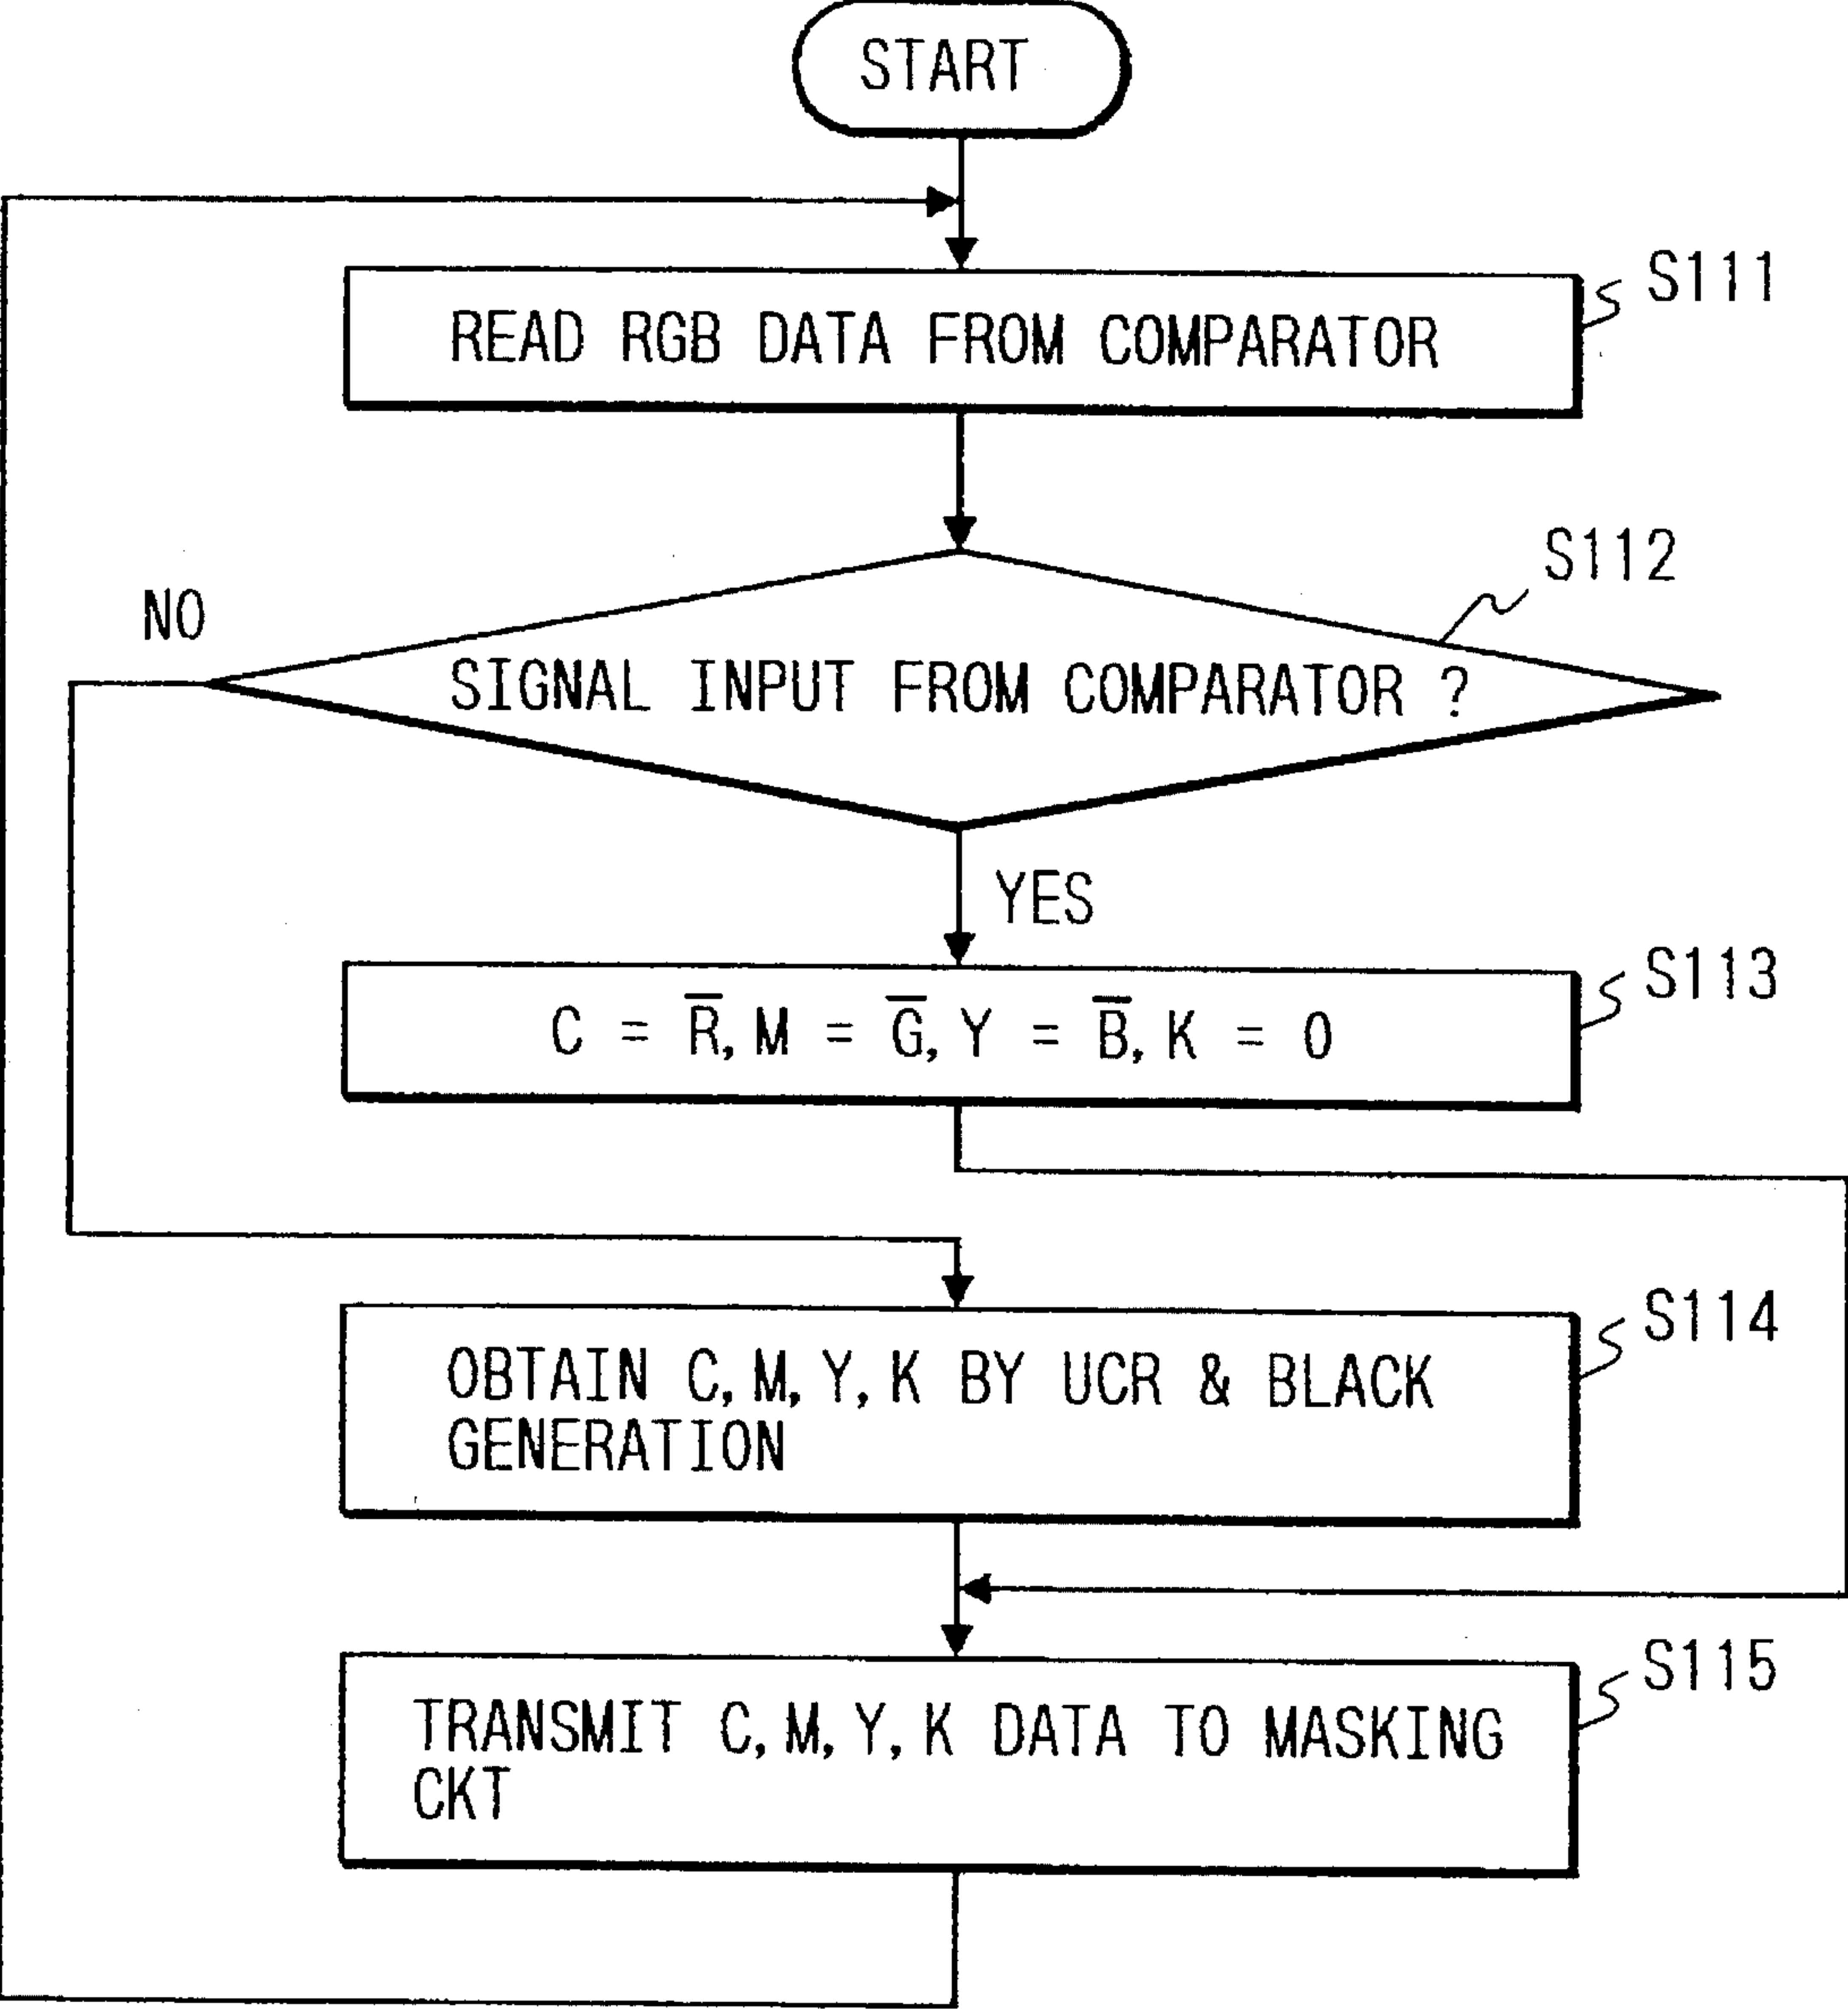 START
S111
READ RGB DATA FROM COMPARATOR
S112
NO
SIGNAL INPUT FROM COMPARATOR ?
YES
S113
C = R̅, M = G̅, Y = B̅, K = 0
S114
OBTAIN C, M, Y, K BY UCR & BLACK
GENERATION
S115
TRANSMIT C, M, Y, K DATA TO MASKING
CKT